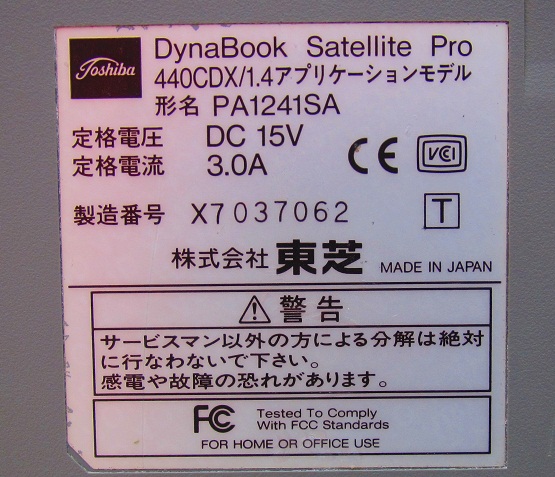 Toshiba
DynaBook Satellite Pro
440CDX/1.4アプリケーションモデル
形名 PA1241SA
定格電圧 DC 15V
定格電流 3.0A
CE VCI
製造番号 X7037062
T
株式会社 東芝 MADE IN JAPAN
警告
サービスマン以外の方による分解は絶対
に行なわないで下さい。
感電や故障の恐れがあります。
FC Tested To Comply
With FCC Standards
FOR HOME OR OFFICE USE